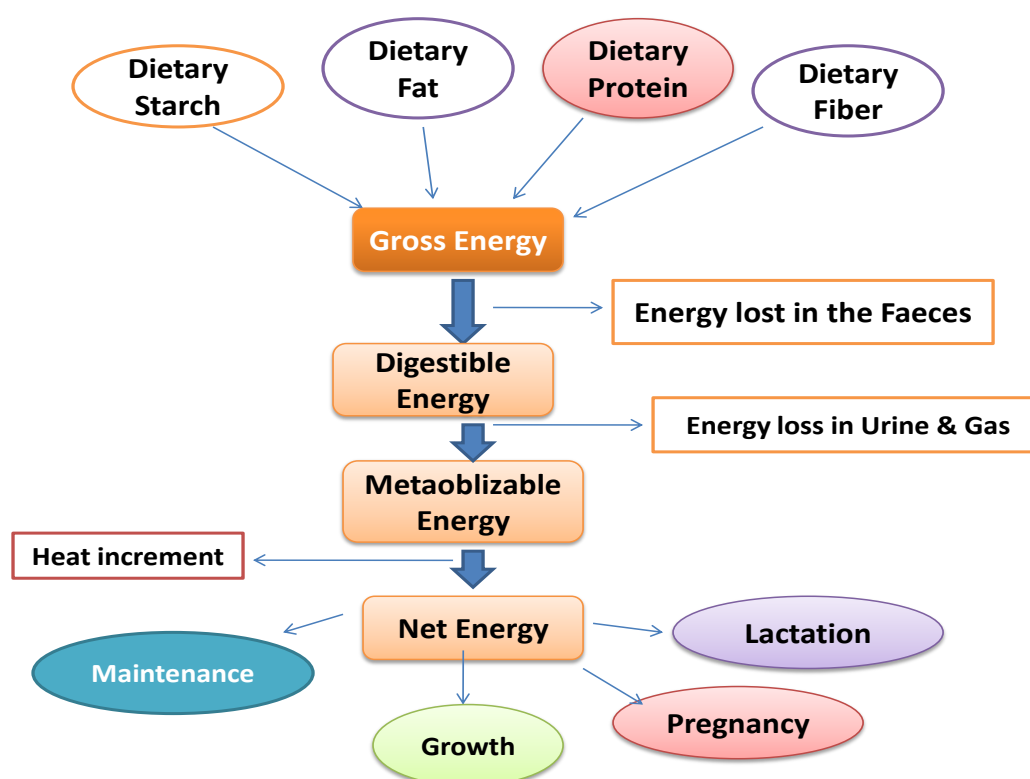 Dietary
Starch
Dietary
Fat
Dietary
Protein
Dietary
Fiber
Gross Energy
Energy lost in the Faeces
Digestible
Energy
Energy loss in Urine & Gas
Metaoblizable
Energy
Heat increment
Net Energy
Lactation
Maintenance
Pregnancy
Growth